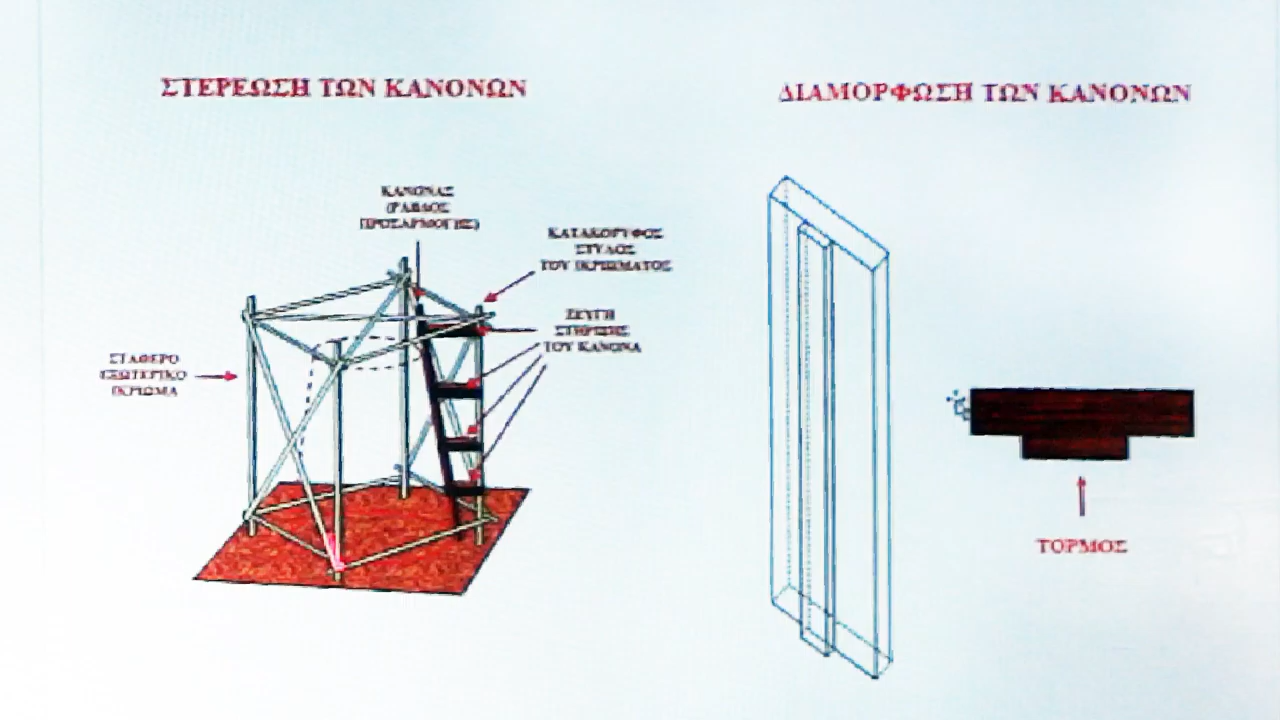 ΣΤΕΡΕΩΣΗ ΤΩΝ ΚΑΝΟΝΩΝ
ΔΙΑΜΟΡΦΩΣΗ ΤΩΝ ΚΑΝΟΝΩΝ
ΚΑΝΟΝΑΣ
(ΡΑΒΔΟΣ
ΠΡΟΣΑΡΜΟΓΗΣ)
ΚΑΤΑΚΟΡΥΦΟΣ
ΣΤΥΛΟΣ
ΤΟΥ ΙΚΡΙΩΜΑΤΟΣ
ΖΕΥΓΗ
ΣΤΗΡΙΞΗΣ
ΤΟΥ ΚΑΝΟΝΑ
ΣΤΑΘΕΡΟ
ΕΞΩΤΕΡΙΚΟ
ΙΚΡΙΩΜΑ
ΤΟΡΜΟΣ